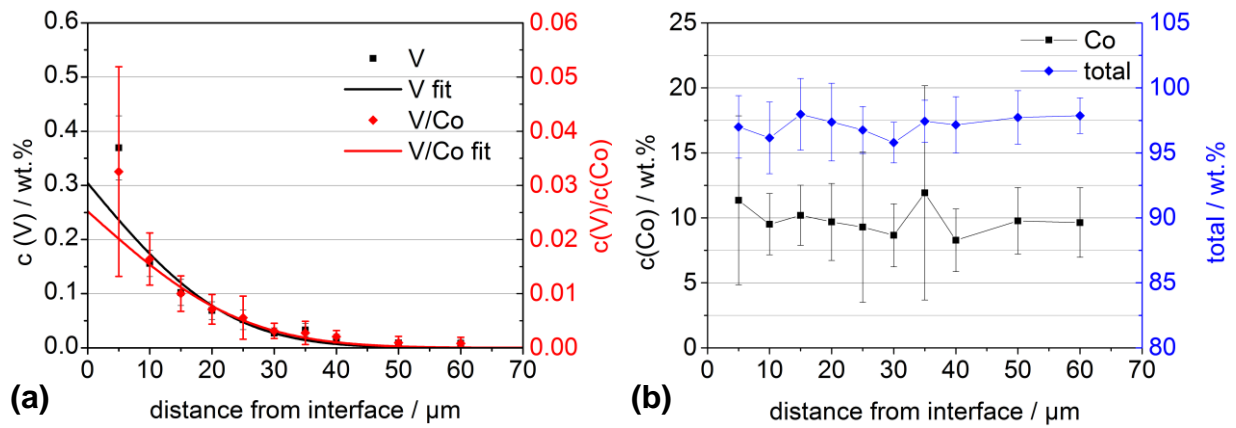 0.6
0.5
0.4
0.3
0.2
0.1
0.0
c (V) / wt.%
V
V fit
V/Co
V/Co fit
0.06
0.05
0.04
0.03
0.02
0.01
0.00
c(V)/c(Co)
0 10 20 30 40 50 60 70
distance from interface / µm
(a)
25
20
15
10
5
0
c(Co) / wt.%
Co
total
105
100
95
90
85
80
total / wt.%
0 10 20 30 40 50 60 70
distance from interface / µm
(b)